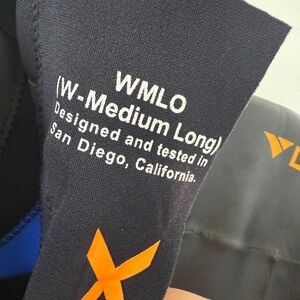 WMLO
(W-Medium Long)
Designed and tested in
San Diego, California.
X